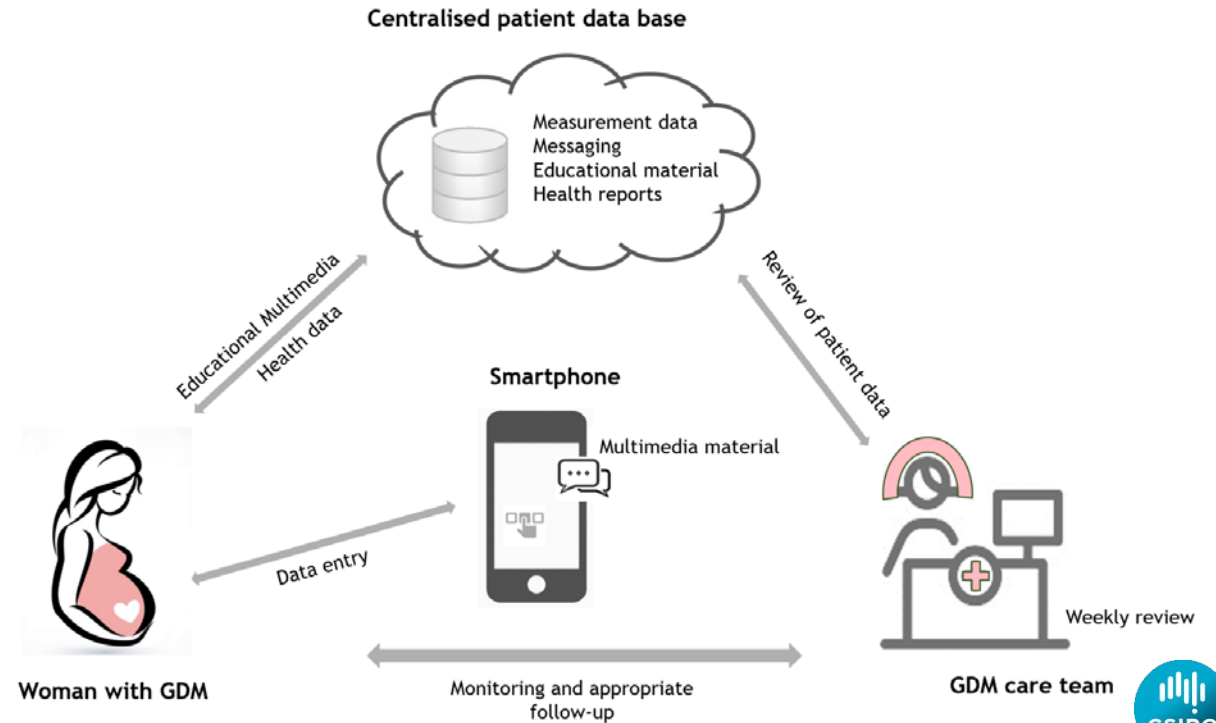 Centralised patient data base
Measurement data
Messaging
Educational material
Health reports
Educational Multimedia
Health data
Review of patient data
Smartphone
Multimedia material
Data entry
Weekly review
Woman with GDM
Monitoring and appropriate
follow-up
GDM care team